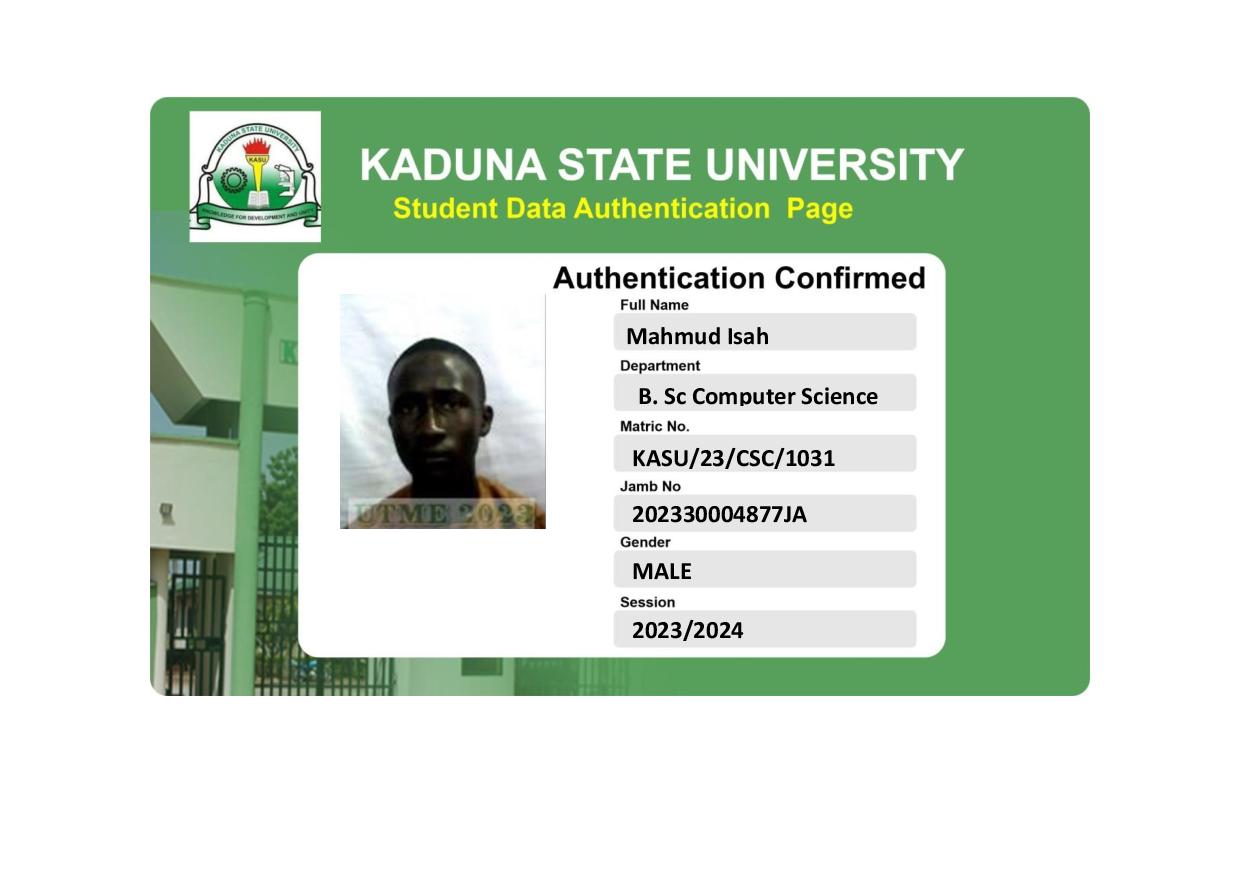 KADUNA STATE UNIVERSITY
KASU
KNOWLEDGE FOR DEVELOPMENT AND UNITY
KADUNA STATE UNIVERSITY
Student Data Authentication Page
Authentication Confirmed
Full Name
Mahmud Isah
Department
B. Sc Computer Science
Matric No.
KASU/23/CSC/1031
Jamb No
202330004877JA
Gender
MALE
Session
2023/2024
UTME 2023
K